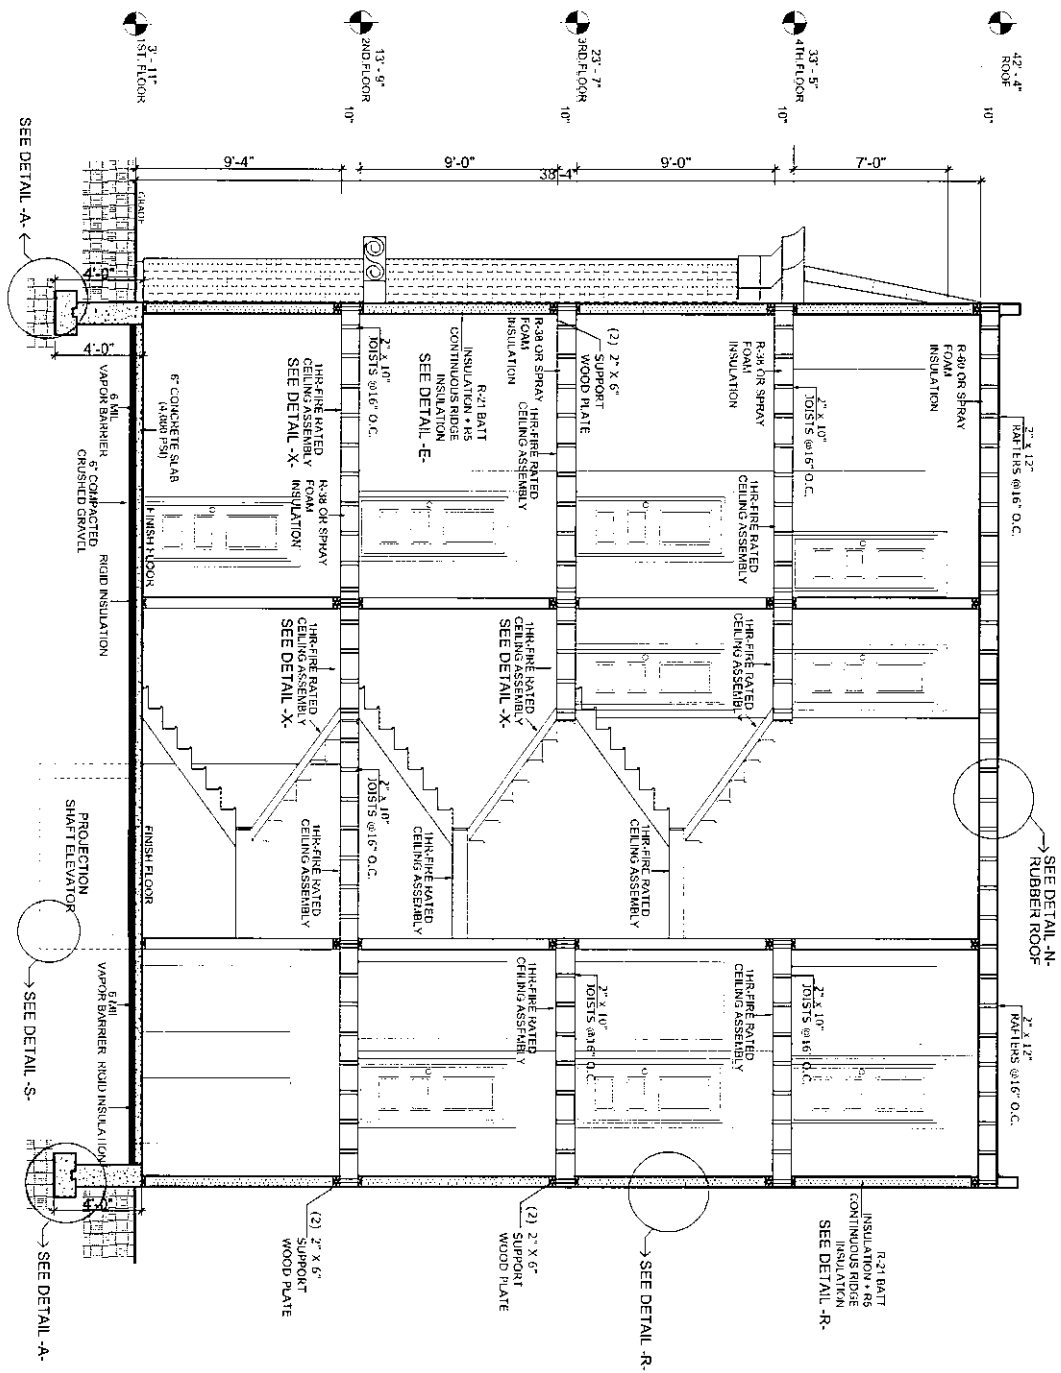 42' - 4"
ROOF
10"
33' - 5"
4TH.FLOOR
10"
23' - 7"
3RD.FLOOR
10"
13' - 9"
2ND.FLOOR
10"
3' - 11"
1ST. FLOOR
7'-0"
9'-0"
9'-0"
9'-4"
38'-4"
GRADE
SEE DETAIL -A-
4'-0"
4'-0"
2" x 12"
RAFTERS @16" O.C.
R-60 OR SPRAY
FOAM
INSULATION
2" x 10"
JOISTS @16" O.C.
R-38 OR SPRAY
FOAM
INSULATION
1HR-FIRE RATED
CEILING ASSEMBLY
(2) 2" X 6"
SUPPORT
WOOD PLATE
R-38 OR SPRAY
FOAM
INSULATION
1HR-FIRE RATED
CEILING ASSEMBLY
R-21 BATT
INSULATION + R5
CONTINUOUS RIDGE
INSULATION
SEE DETAIL -E-
2" x 10"
JOISTS @16" O.C.
1HR-FIRE RATED
CEILING ASSEMBLY
SEE DETAIL -X-
R-38 OR SPRAY
FOAM
INSULATION
6" CONCRETE SLAB
(4,000 PSI)
FINISH FLOOR
6 MIL
VAPOR BARRIER
6" COMPACTED
CRUSHED GRAVEL
RIGID INSULATION
1HR-FIRE RATED
CEILING ASSEMBLY
1HR-FIRE RATED
CEILING ASSEMBLY
SEE DETAIL -X-
1HR-FIRE RATED
CEILING ASSEMBLY
SEE DETAIL -X-
SEE DETAIL -N-
RUBBER ROOF
1HR-FIRE RATED
CEILING ASSEMBLY
1HR-FIRE RATED
CEILING ASSEMBLY
2" x 10"
JOISTS @16" O.C.
1HR-FIRE RATED
CEILING ASSEMBLY
FINISH FLOOR
PROJECTION
SHAFT ELEVATOR
SEE DETAIL -S-
2" x 12"
RAFTERS @16" O.C.
2" x 10"
JOISTS @16" O.C.
1HR-FIRE RATED
CEILING ASSEMBLY
2" x 10"
JOISTS @16" O.C.
1HR-FIRE RATED
CEILING ASSEMBLY
6 MIL
VAPOR BARRIER
RIGID INSULATION
R-21 BATT
INSULATION + R5
CONTINUOUS RIDGE
INSULATION
SEE DETAIL -R-
SEE DETAIL -R-
(2) 2" X 6"
SUPPORT
WOOD PLATE
(2) 2" X 6"
SUPPORT
WOOD PLATE
4'-0"
SEE DETAIL -A-